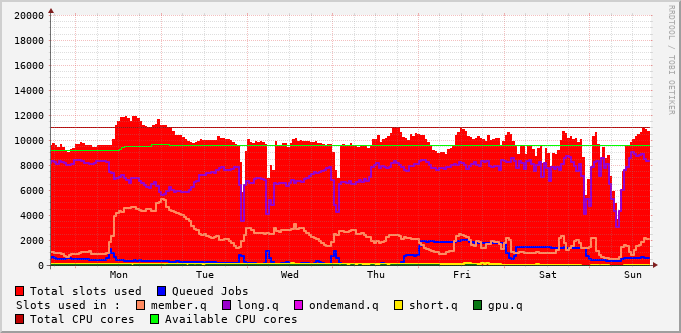 20000
18000
16000
14000
12000
10000
8000
6000
4000
2000
0
Mon Tue Wed Thu Fri Sat Sun
RRDTOOL / TOBI OETIKER
Total slots used Queued Jobs
Slots used in : member.q long.q ondemand.q short.q gpu.q
Total CPU cores Available CPU cores